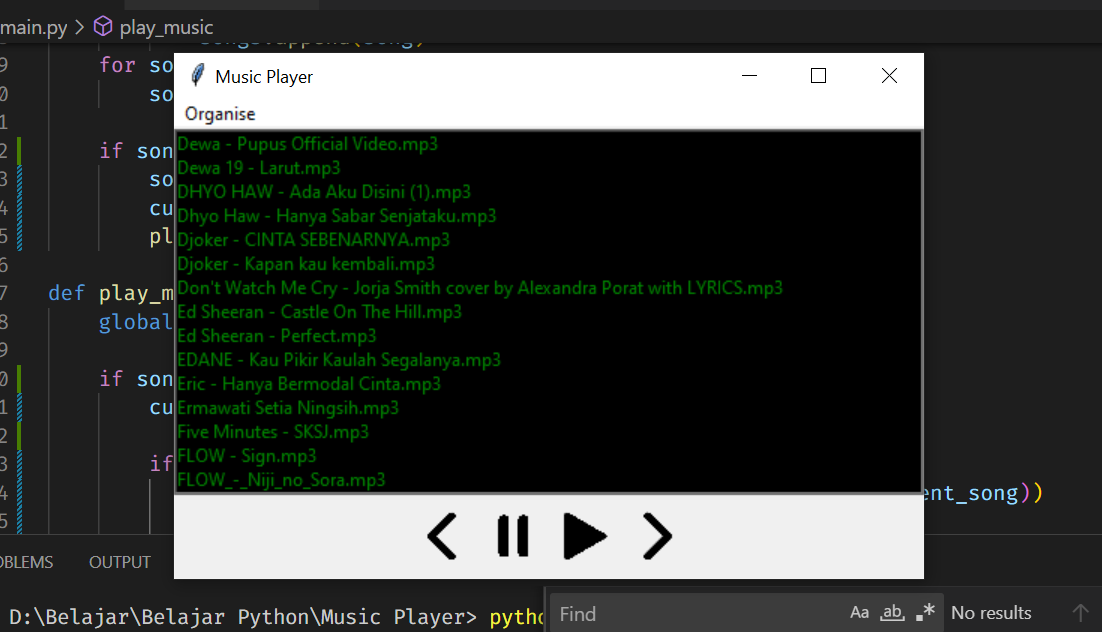 main.py > play_music
9 for so
Music Player
0 so
Organise
1
2 if son
3 so
4 cu
5 pl
6
7 def play_m
8 global
9
0 if son
1 cu
2
3 if
4 ent_song))
5
Dewa - Pupus Official Video.mp3
Dewa 19 - Larut.mp3
DHYO HAW - Ada Aku Disini (1).mp3
Dhyo Haw - Hanya Sabar Senjataku.mp3
Djoker - CINTA SEBENARNYA.mp3
Djoker - Kapan kau kembali.mp3
Don't Watch Me Cry - Jorja Smith cover by Alexandra Porat with LYRICS.mp3
Ed Sheeran - Castle On The Hill.mp3
Ed Sheeran - Perfect.mp3
EDANE - Kau Pikir Kaulah Segalanya.mp3
Eric - Hanya Bermodal Cinta.mp3
Ermawati Setia Ningsih.mp3
Five Minutes - SKSJ.mp3
FLOW - Sign.mp3
FLOW_-_Niji_no_Sora.mp3
OBLEMS OUTPUT
D:\Belajar\Belajar Python\Music Player> pytho
Find Aa ab .* No results